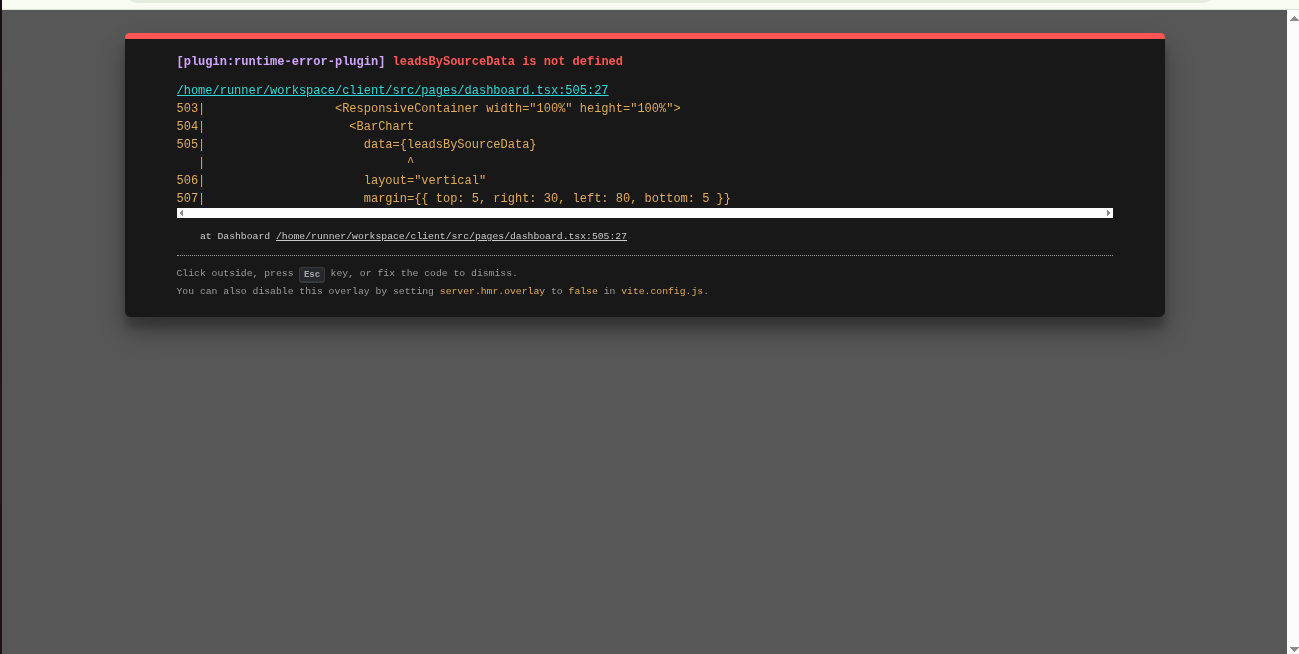 [plugin:runtime-error-plugin] leadsBySourceData is not defined
/home/runner/workspace/client/src/pages/dashboard.tsx:505:27
503|                  <ResponsiveContainer width="100%" height="100%">
504|                    <BarChart
505|                      data={leadsBySourceData}
   |                            ^
506|                      layout="vertical"
507|                      margin={{ top: 5, right: 30, left: 80, bottom: 5 }}
at Dashboard /home/runner/workspace/client/src/pages/dashboard.tsx:505:27
Click outside, press Esc key, or fix the code to dismiss.
You can also disable this overlay by setting server.hmr.overlay to false in vite.config.js.